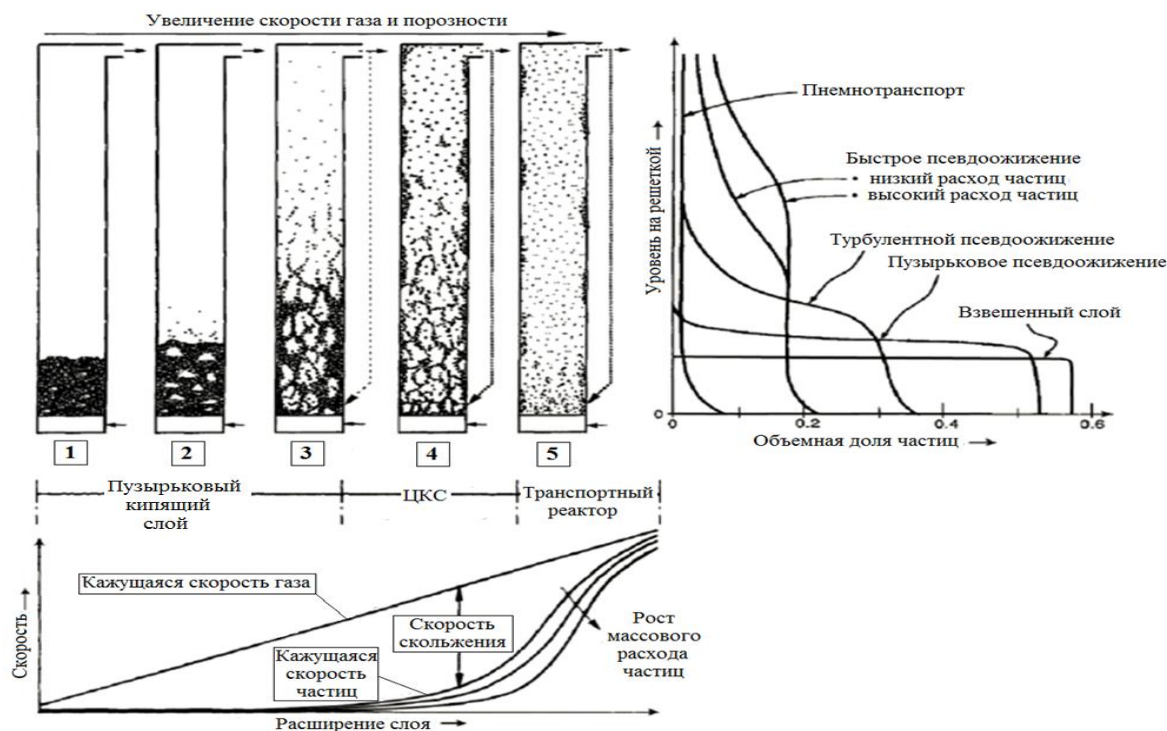 Увеличение скорости газа и порозности
1
2
3
4
5
Пузырьковый
кипящий
слой
ЦКС
Транспортный
реактор
Скорость
Кажущаяся скорость газа
Скорость
скольжения
Кажущаяся
скорость
частиц
Рост
массового
расхода
частиц
Расширение слоя
Уровень на решеткой
Пнемнотранспорт
Быстрое псевдоожижение
• низкий расход частиц
• высокий расход частиц
Турбулентной псевдоожижение
Пузырьковое псевдоожижение
Взвешенный слой
0
0
0.2
0.4
0.6
Объемная доля частиц